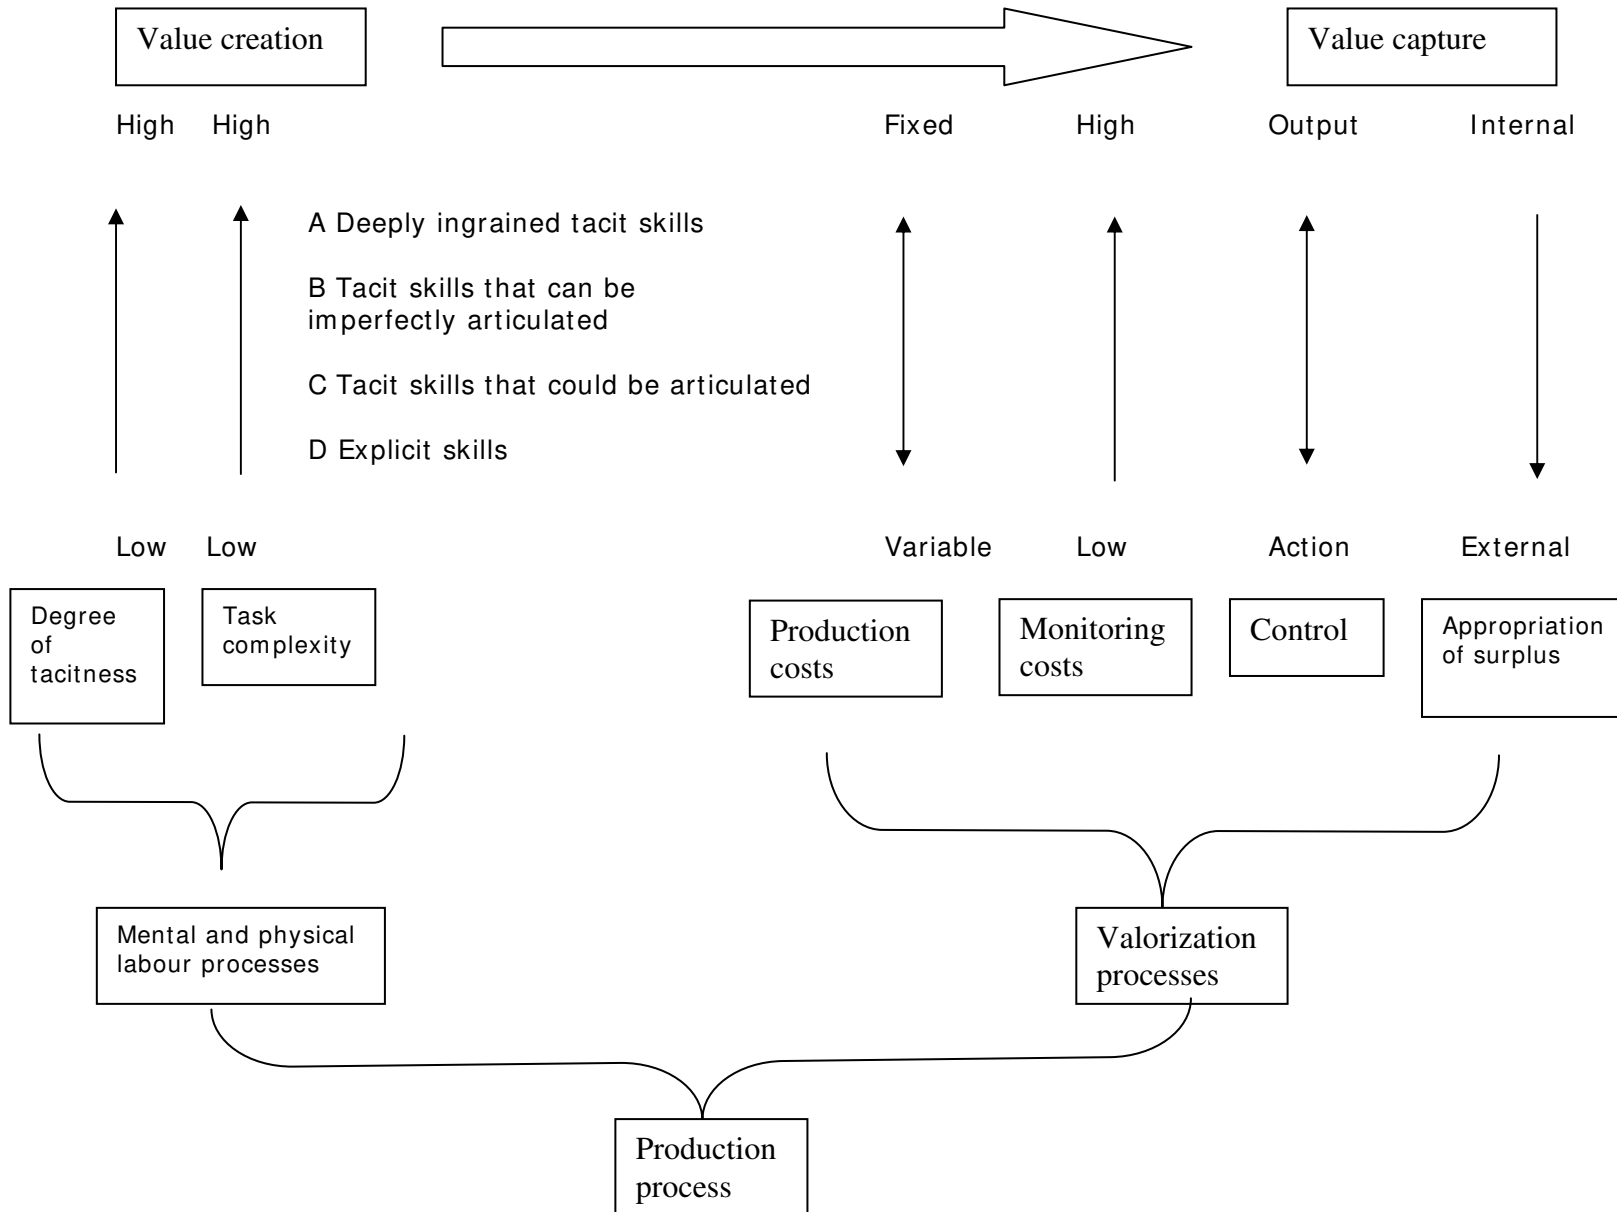 Value creation
Value capture
High High Fixed High Output Internal
A Deeply ingrained tacit skills
B Tacit skills that can be
imperfectly articulated
C Tacit skills that could be articulated
D Explicit skills
Low Low Variable Low Action External
Degree
of
tacitness
Task
complexity
Production
costs
Monitoring
costs
Control
Appropriation
of surplus
Mental and physical
labour processes
Valorization
processes
Production
process